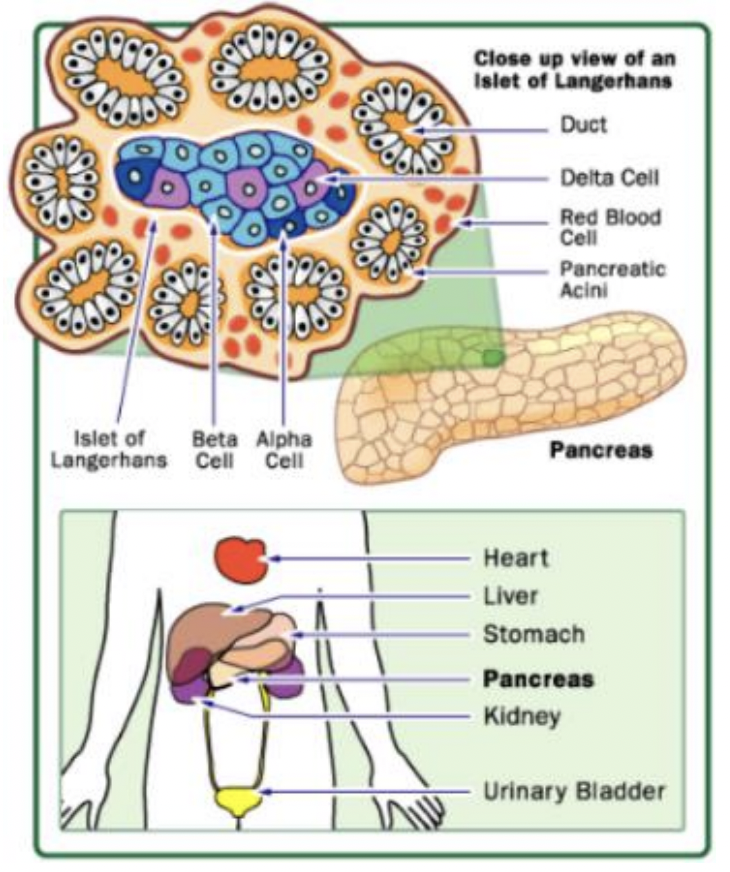 Close up view of an
Islet of Langerhans
Duct
Delta Cell
Red Blood
Cell
Pancreatic
Acini
Islet of
Langerhans
Beta
Cell
Alpha
Cell
Pancreas
Heart
Liver
Stomach
Pancreas
Kidney
Urinary Bladder